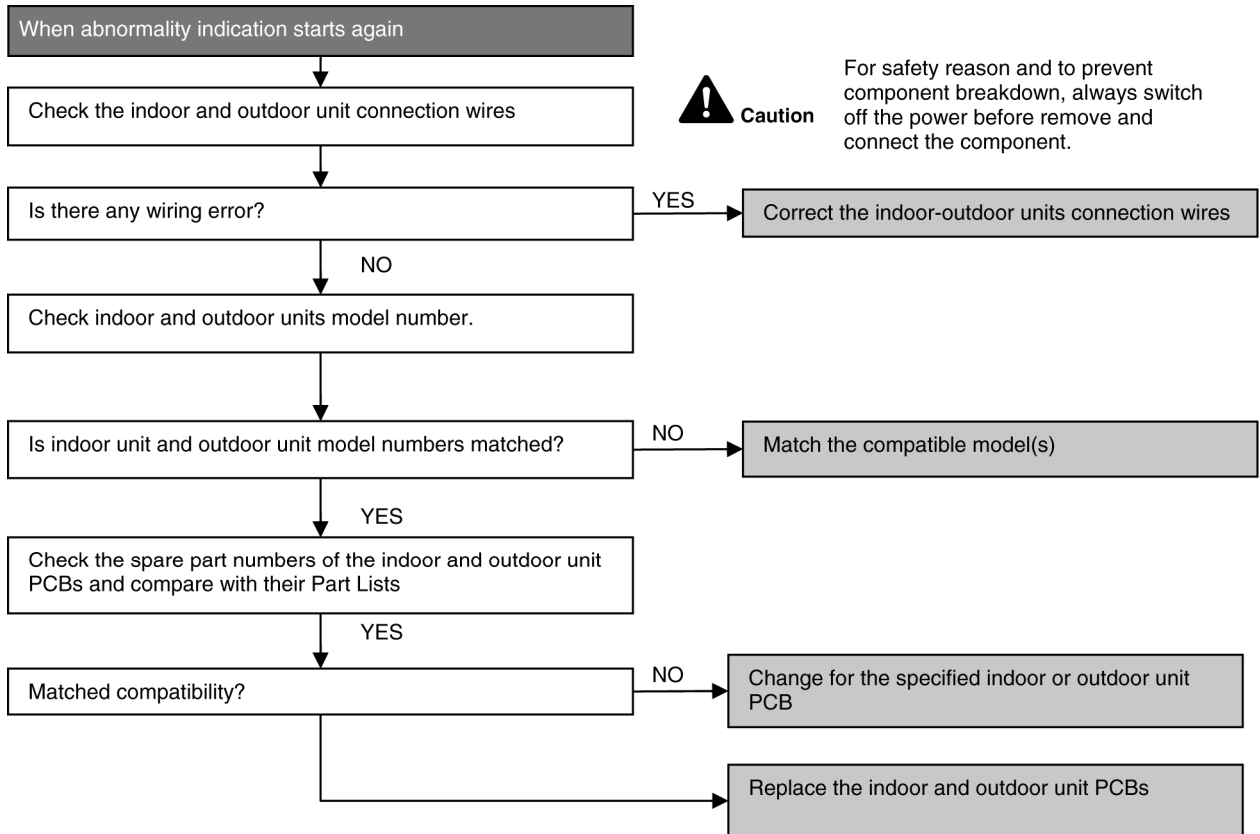 When abnormality indication starts again
Check the indoor and outdoor unit connection wires
For safety reason and to prevent
component breakdown, always switch
off the power before remove and
connect the component.
Caution
Is there any wiring error?
YES
Correct the indoor-outdoor units connection wires
NO
Check indoor and outdoor units model number.
Is indoor unit and outdoor unit model numbers matched?
NO
Match the compatible model(s)
YES
Check the spare part numbers of the indoor and outdoor unit
PCBs and compare with their Part Lists
YES
Matched compatibility?
NO
Change for the specified indoor or outdoor unit
PCB
Replace the indoor and outdoor unit PCBs